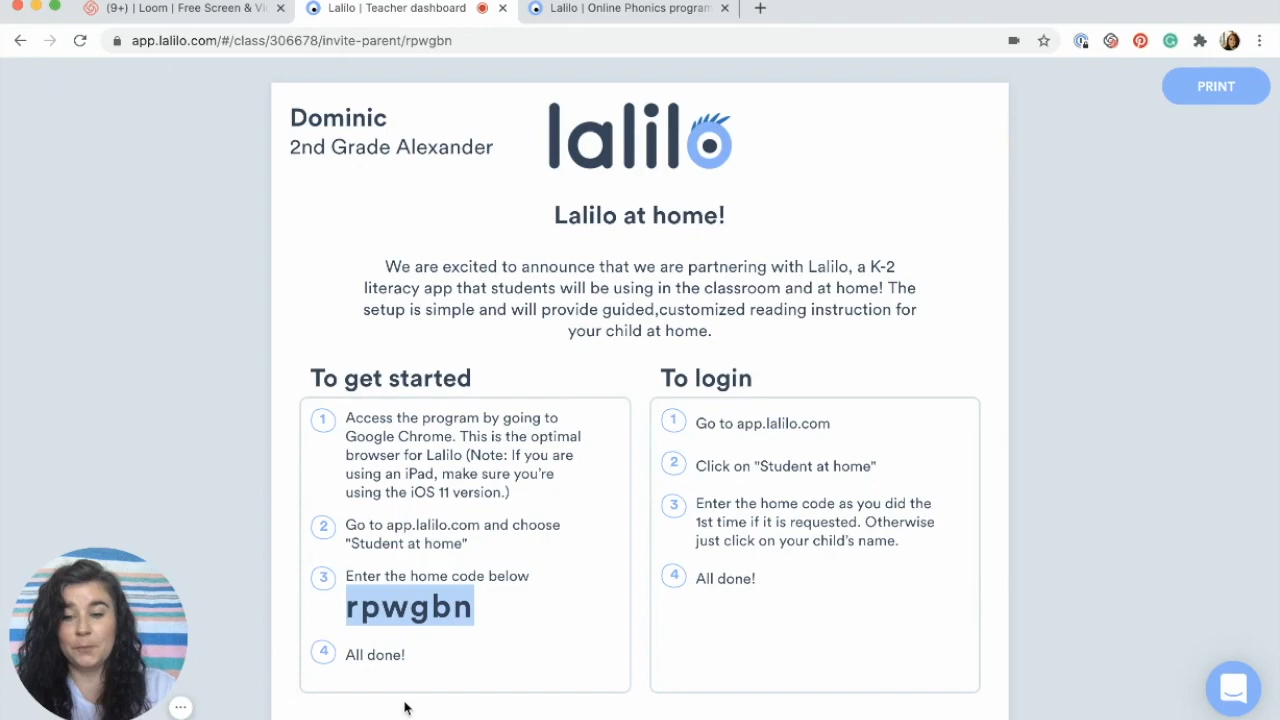 (9+) | Loom | Free Screen & Vi
Lalilo | Teacher dashboard
Lalilo | Online Phonics program
app.lalilo.com/#/class/306678/invite-parent/rpwgbn
PRINT
Dominic
2nd Grade Alexander
lalilo
Lalilo at home!
We are excited to announce that we are partnering with Lalilo, a K-2
literacy app that students will be using in the classroom and at home! The
setup is simple and will provide guided,customized reading instruction for
your child at home.
To get started
1 Access the program by going to
Google Chrome. This is the optimal
browser for Lalilo (Note: If you are
using an iPad, make sure you're
using the iOS 11 version.)
2 Go to app.lalilo.com and choose
"Student at home"
3 Enter the home code below
rpwgbn
4 All done!
To login
1 Go to app.lalilo.com
2 Click on "Student at home"
3 Enter the home code as you did the
1st time if it is requested. Otherwise
just click on your child's name.
4 All done!